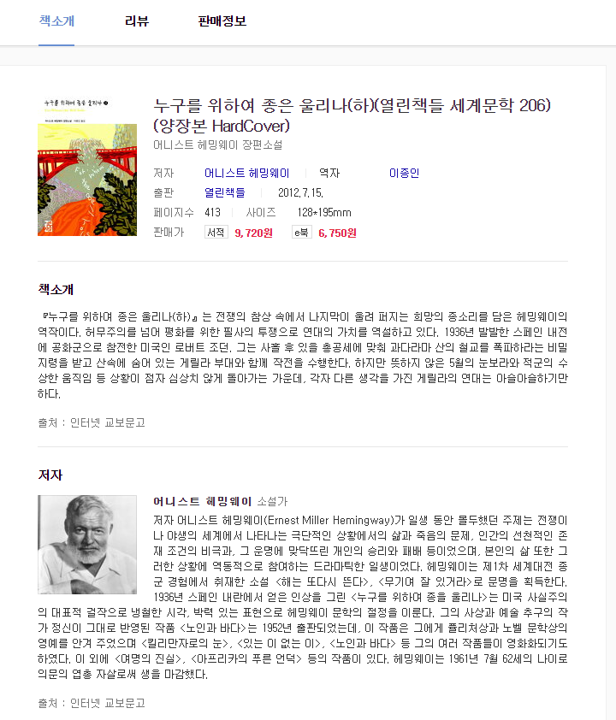 책소개 리뷰 판매정보
누구를 위하여 종은 울리나 하
누구를 위하여 종은 울리나(하)(열린책들 세계문학 206)
(양장본 HardCover)
어니스트 헤밍웨이 장편소설
저자 어니스트 헤밍웨이 역자 이종인
출판 열린책들 2012.7.15.
페이지수 413 사이즈 128*195mm
판매가 서적 9,720원 e북 6,750원
책소개
『누구를 위하여 종은 울리나(하)』는 전쟁의 참상 속에서 나지막이 울려 퍼지는 희망의 종소리를 담은 헤밍웨이의
역작이다. 허무주의를 넘어 평화를 위한 필사의 투쟁으로 연대의 가치를 역설하고 있다. 1936년 발발한 스페인 내전
에 공화군으로 참전한 미국인 로버트 조던. 그는 사흘 후 있을 총공세에 맞춰 과다라마 산의 철교를 폭파하라는 비밀
지령을 받고 산속에 숨어 있는 게릴라 부대와 함께 작전을 수행한다. 하지만 뜻하지 않은 5월의 눈보라와 적군의 수
상한 움직임 등 상황이 점차 심상치 않게 돌아가는 가운데, 각자 다른 생각을 가진 게릴라의 연대는 아슬아슬하기만
하다.
출처 : 인터넷 교보문고
저자
어니스트 헤밍웨이 소설가
저자 어니스트 헤밍웨이(Ernest Miller Hemingway)가 일생 동안 몰두했던 주제는 전쟁이
나 야생의 세계에서 나타나는 극단적인 상황에서의 삶과 죽음의 문제, 인간의 선천적인 존
재 조건의 비극과, 그 운명에 맞닥뜨린 개인의 승리와 패배 등이었으며, 본인의 삶 또한 그
러한 상황에 역동적으로 참여하는 드라마틱한 일생이었다. 헤밍웨이는 제1차 세계대전 종
군 경험에서 취재한 소설 <해는 또다시 뜬다>, <무기여 잘 있거라>로 문명을 획득한다.
1936년 스페인 내란에서 얻은 인상을 그린 <누구를 위하여 종을 울리나>는 미국 사실주의
의 대표적 걸작으로 냉철한 시각, 박력 있는 표현으로 헤밍웨이 문학의 절정을 이룬다. 그의 사상과 예술 추구의 작
가 정신이 그대로 반영된 작품 <노인과 바다>는 1952년 출판되었는데, 이 작품은 그에게 퓰리처상과 노벨 문학상의
영예를 안겨 주었으며 <킬리만자로의 눈>, <있는 이 없는 이>, <노인과 바다> 등 그의 여러 작품들이 영화화되기도
하였다. 이 외에 <여명의 진실>, <아프리카의 푸른 언덕> 등의 작품이 있다. 헤밍웨이는 1961년 7월 62세의 나이로
의문의 엽총 자살로써 생을 마감했다.
출처 : 인터넷 교보문고